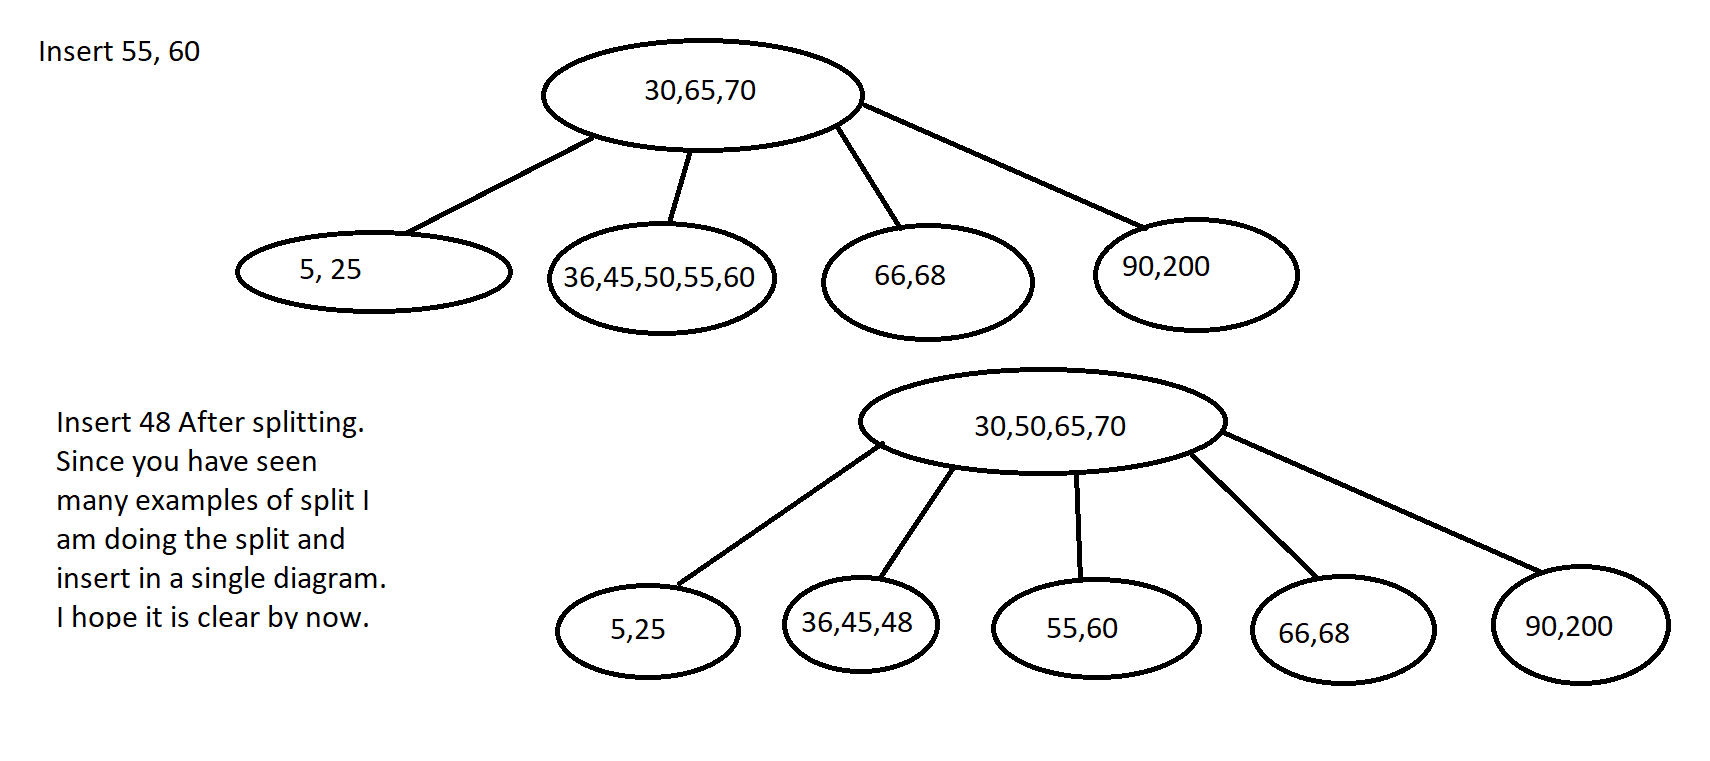 Insert 55, 60
30,65,70
5, 25
36,45,50,55,60
66,68
90,200
Insert 48 After splitting.
Since you have seen
many examples of split I
am doing the split and
insert in a single diagram.
I hope it is clear by now.
30,50,65,70
5,25
36,45,48
55,60
66,68
90,200